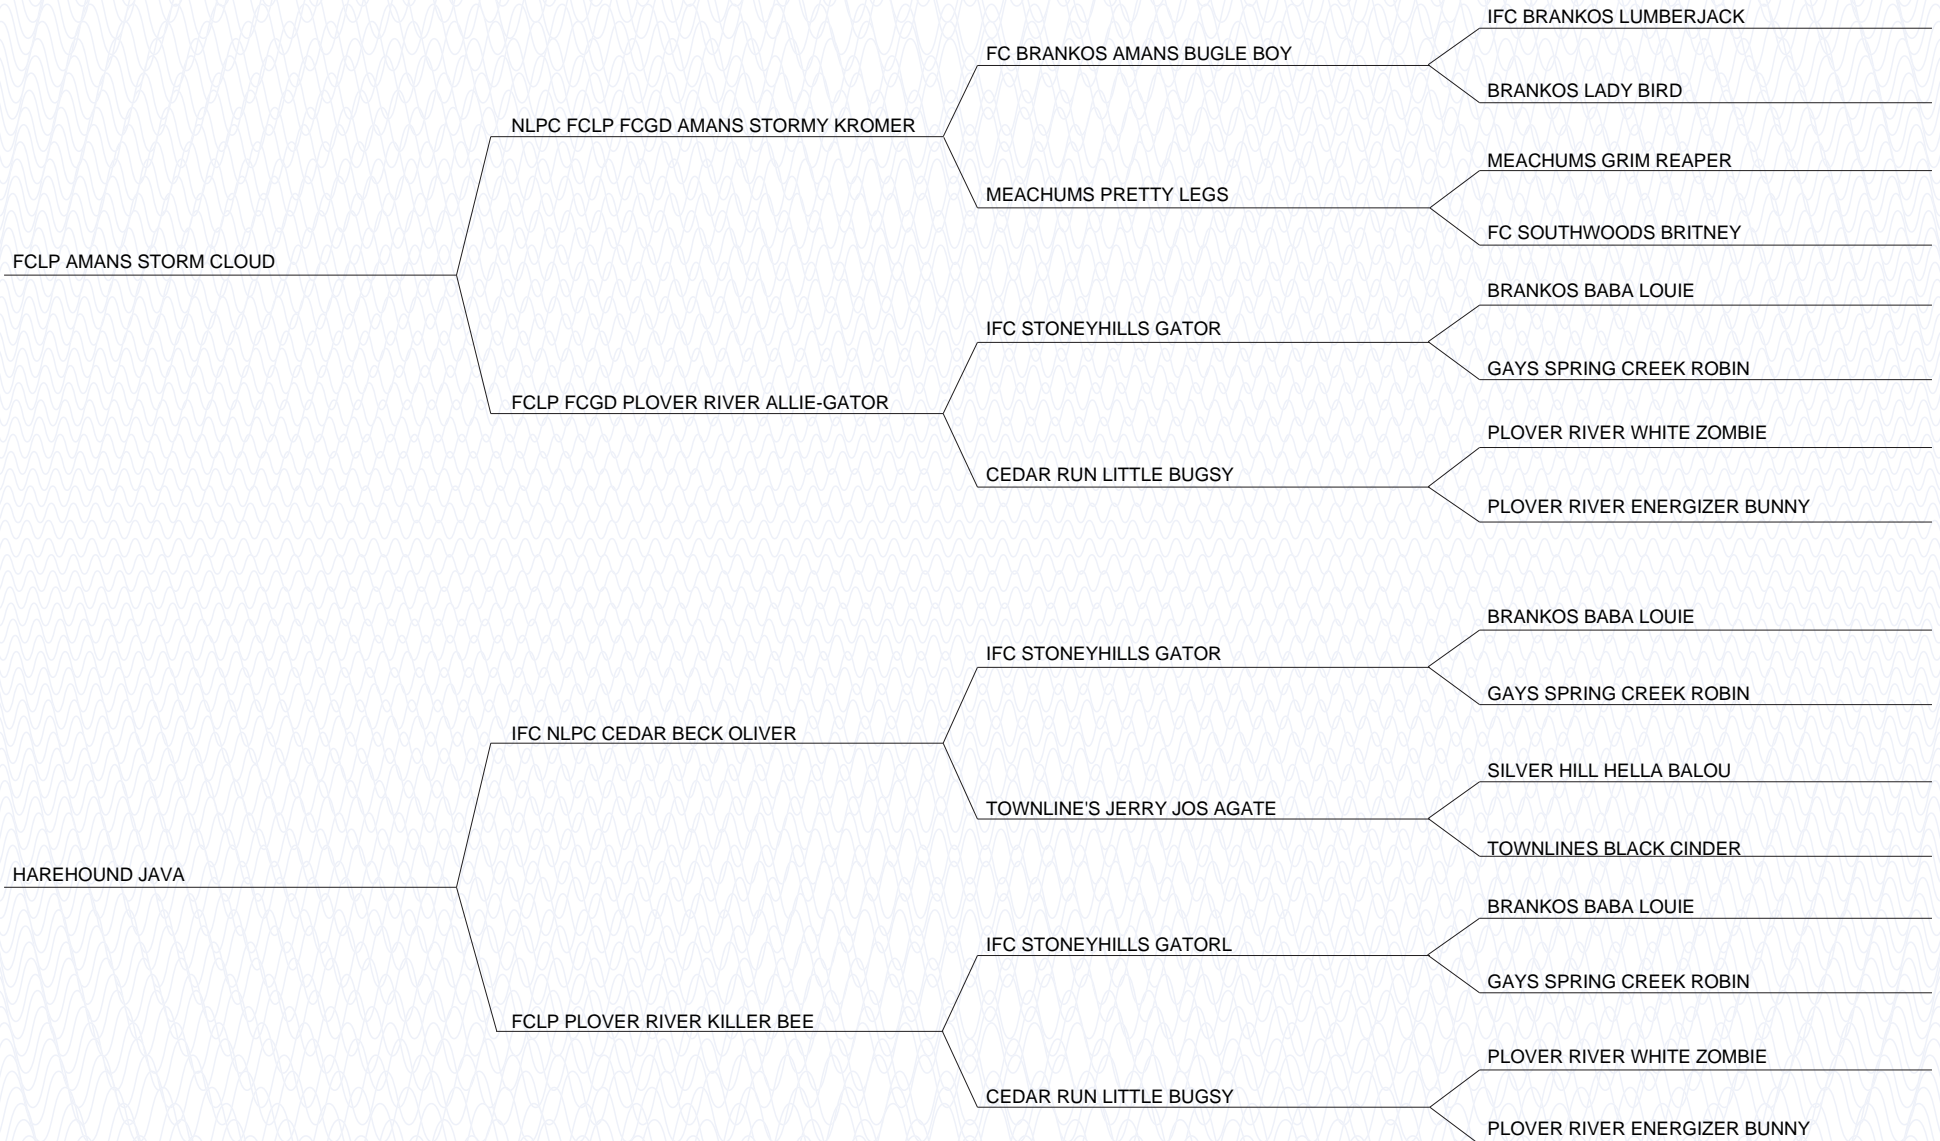 IFC BRANKOS LUMBERJACK
FC BRANKOS AMANS BUGLE BOY
BRANKOS LADY BIRD
NLPC FCLP FCGD AMANS STORMY KROMER
MEACHUMS GRIM REAPER
MEACHUMS PRETTY LEGS
FC SOUTHWOODS BRITNEY
FCLP AMANS STORM CLOUD
BRANKOS BABA LOUIE
IFC STONEYHILLS GATOR
GAYS SPRING CREEK ROBIN
FCLP FCGD PLOVER RIVER ALLIE-GATOR
PLOVER RIVER WHITE ZOMBIE
CEDAR RUN LITTLE BUGSY
PLOVER RIVER ENERGIZER BUNNY
BRANKOS BABA LOUIE
IFC STONEYHILLS GATOR
GAYS SPRING CREEK ROBIN
IFC NLPC CEDAR BECK OLIVER
SILVER HILL HELLA BALOU
TOWNLINE'S JERRY JOS AGATE
TOWNLINES BLACK CINDER
HAREHOUND JAVA
BRANKOS BABA LOUIE
IFC STONEYHILLS GATORL
GAYS SPRING CREEK ROBIN
FCLP PLOVER RIVER KILLER BEE
PLOVER RIVER WHITE ZOMBIE
CEDAR RUN LITTLE BUGSY
PLOVER RIVER ENERGIZER BUNNY